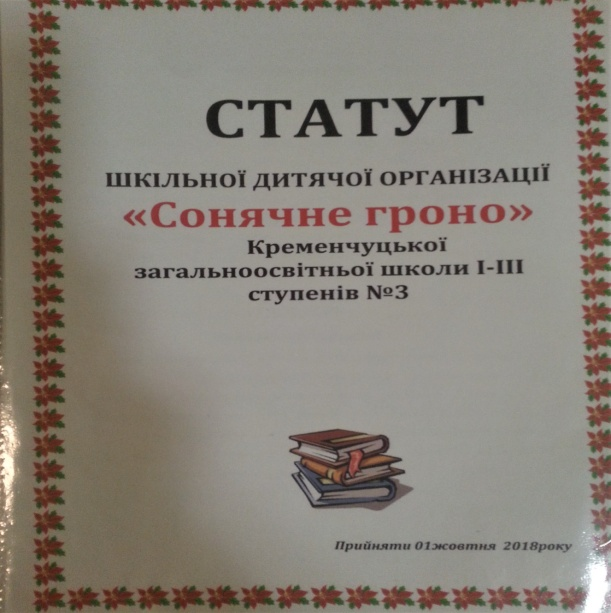 СТАТУТ
ШКІЛЬНОЇ ДИТЯЧОЇ ОРГАНІЗАЦІЇ
«Сонячне гроно»
Кременчуцької
загальноосвітньої школи І-ІІІ
ступенів №3
Прийняти 01жовтня 2018року